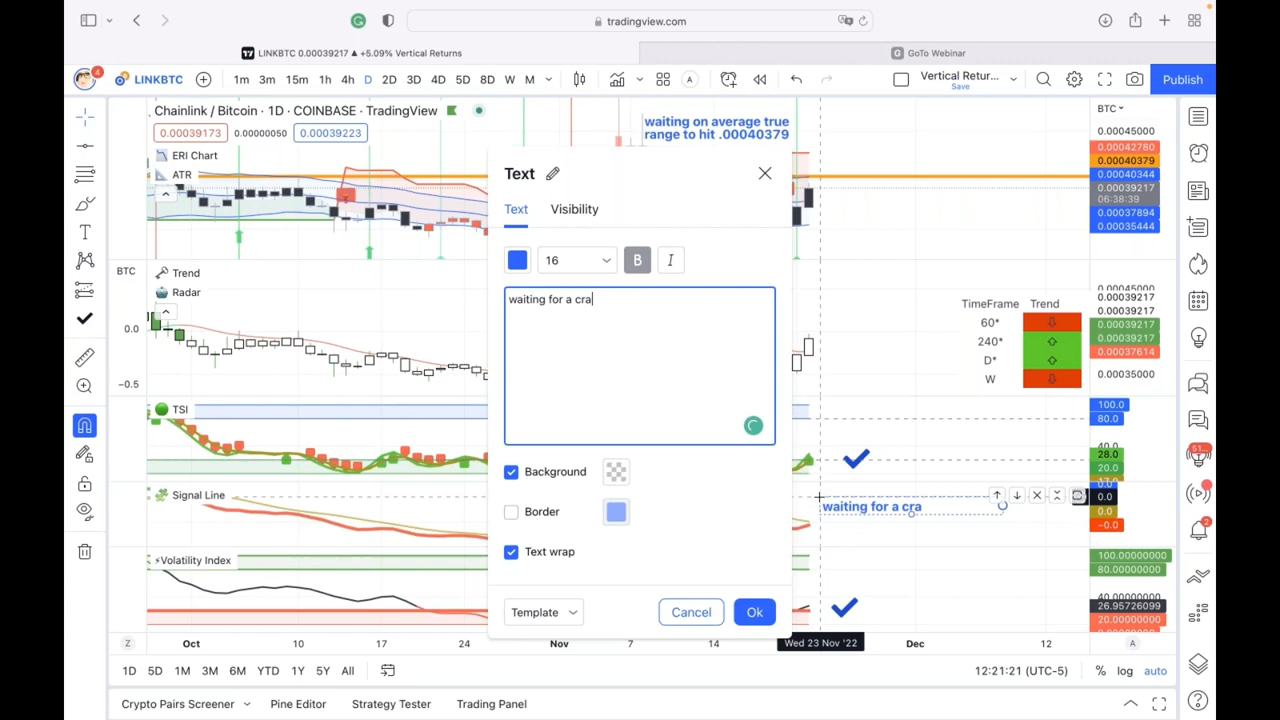 tradingview.com
LINKBTC 0.00039217 ▲ +5.09% Vertical Returns
GoTo Webinar
4
LINKBTC
1m 3m 15m 1h 4h D 2D 3D 4D 5D 8D W M
A
Vertical Retur...
Save
Publish
Chainlink / Bitcoin · 1D · COINBASE · TradingView
0.00039173 0.00000050 0.00039223
ERI Chart
ATR
waiting on average true
range to hit .00040379
BTC
0.00045000
0.00042780
0.00040379
0.00040344
0.00039217
06:38:39
0.00037894
0.00035444
Text
Text Visibility
16
B I
waiting for a cra
Background
Border
Text wrap
Template
Cancel
Ok
BTC
Trend
Radar
0.0
−0.5
TimeFrame Trend
60*
240*
D*
W
0.00045000
0.00039217
0.00039217
0.00039217
0.00039217
0.00037614
0.00035000
TSI
100.0
80.0
40.0
28.0
20.0
Signal Line
waiting for a cra
0.0
0.0
−0.0
Volatility Index
100.00000000
80.00000000
40.00000000
26.95726099
20.00000000
Z
Oct 10 17 24 Nov 7 14 Wed 23 Nov '22 Dec 12
A
1D 5D 1M 3M 6M YTD 1Y 5Y All
12:21:21 (UTC-5)
% log auto
Crypto Pairs Screener Pine Editor Strategy Tester Trading Panel
51...
2